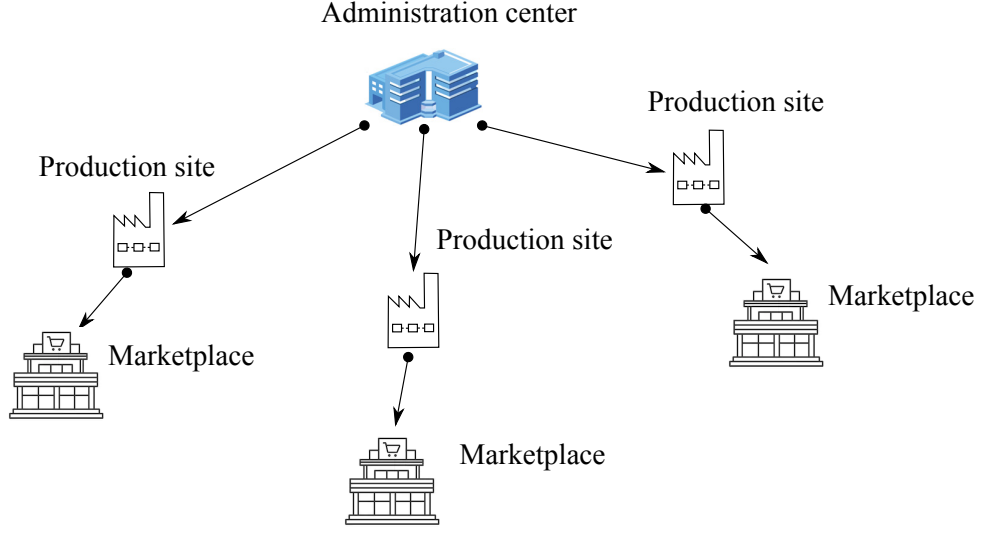 Administration center
Production site
Production site
Production site
Marketplace
Marketplace
Marketplace